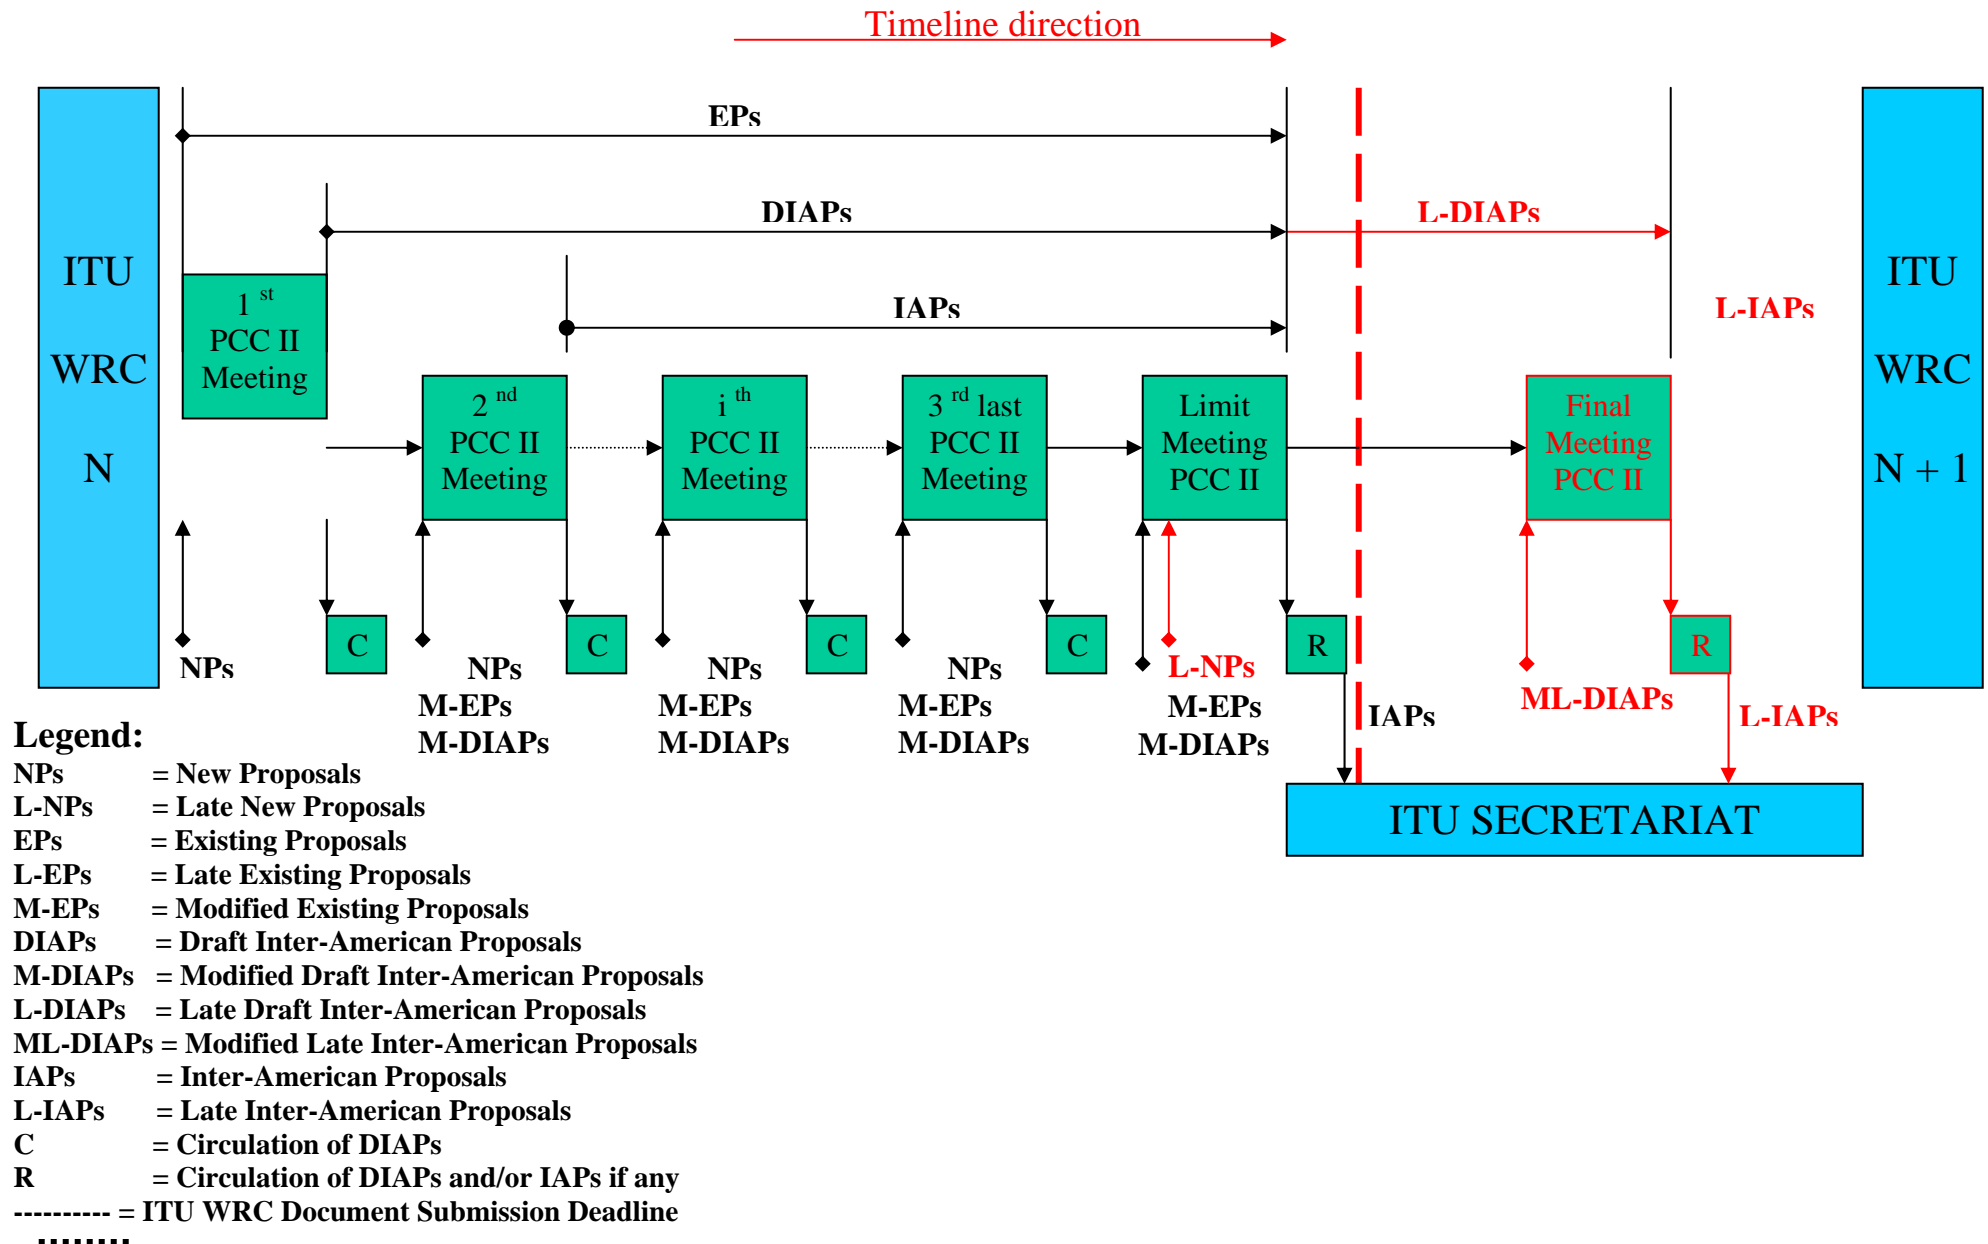 Timeline direction
EPs
DIAPs
L-DIAPs
IAPs
L-IAPs
ITU
WRC
N
1 st
PCC II
Meeting
2 nd
PCC II
Meeting
i th
PCC II
Meeting
3 rd last
PCC II
Meeting
Limit
Meeting
PCC II
Final
Meeting
PCC II
ITU
WRC
N + 1
NPs
C
NPs
M-EPs
M-DIAPs
C
NPs
M-EPs
M-DIAPs
C
NPs
M-EPs
M-DIAPs
C
L-NPs
M-EPs
M-DIAPs
R
IAPs
ML-DIAPs
R
L-IAPs
ITU SECRETARIAT
Legend:
NPs = New Proposals
L-NPs = Late New Proposals
EPs = Existing Proposals
L-EPs = Late Existing Proposals
M-EPs = Modified Existing Proposals
DIAPs = Draft Inter-American Proposals
M-DIAPs = Modified Draft Inter-American Proposals
L-DIAPs = Late Draft Inter-American Proposals
ML-DIAPs = Modified Late Inter-American Proposals
IAPs = Inter-American Proposals
L-IAPs = Late Inter-American Proposals
C = Circulation of DIAPs
R = Circulation of DIAPs and/or IAPs if any
---------- = ITU WRC Document Submission Deadline